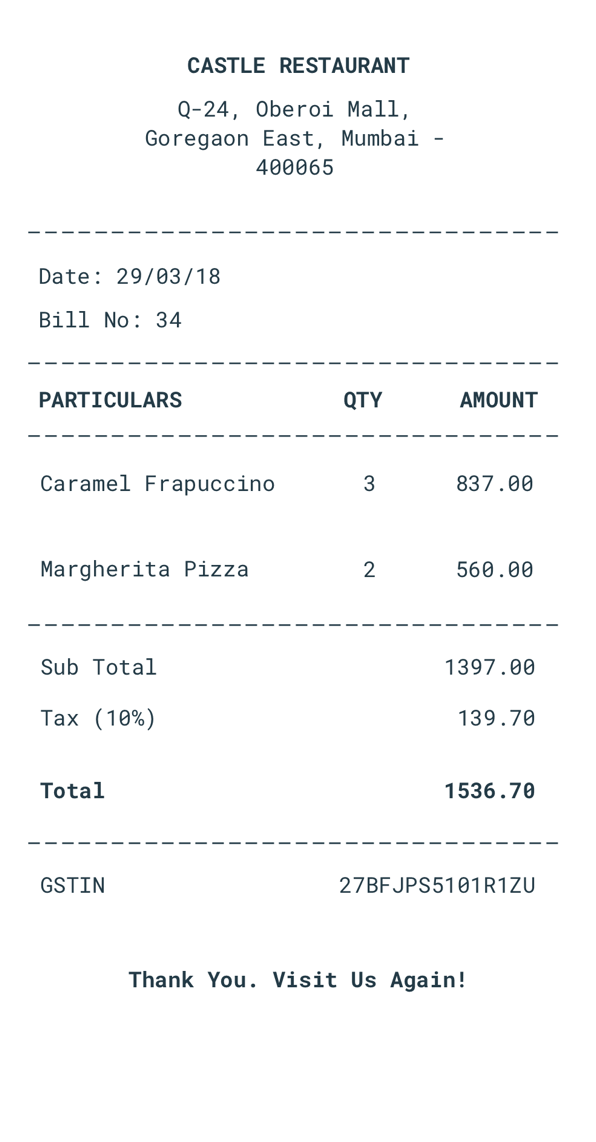 CASTLE RESTAURANT
Q-24, Oberoi Mall,
Goregaon East, Mumbai -
400065
Date: 29/03/18
Bill No: 34
PARTICULARS QTY AMOUNT
Caramel Frapuccino 3 837.00
Margherita Pizza 2 560.00
Sub Total 1397.00
Tax (10%) 139.70
Total 1536.70
GSTIN 27BFJPS5101R1ZU
Thank You. Visit Us Again!